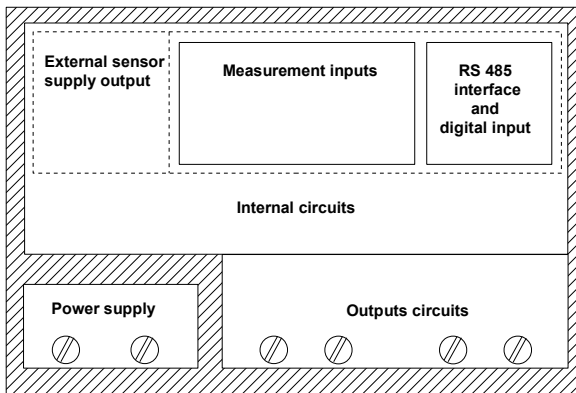 External sensor
supply output
Measurement inputs
RS 485
interface
and
digital input
Internal circuits
Power supply
Outputs circuits